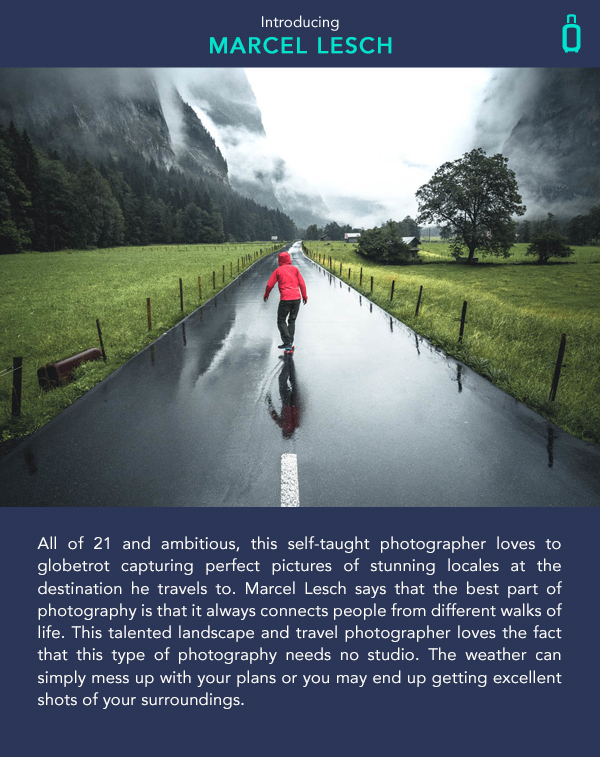 Introducing
MARCEL LESCH
All of 21 and ambitious, this self-taught photographer loves to
globetrot capturing perfect pictures of stunning locales at the
destination he travels to. Marcel Lesch says that the best part of
photography is that it always connects people from different walks of
life. This talented landscape and travel photographer loves the fact
that this type of photography needs no studio. The weather can
simply mess up with your plans or you may end up getting excellent
shots of your surroundings.